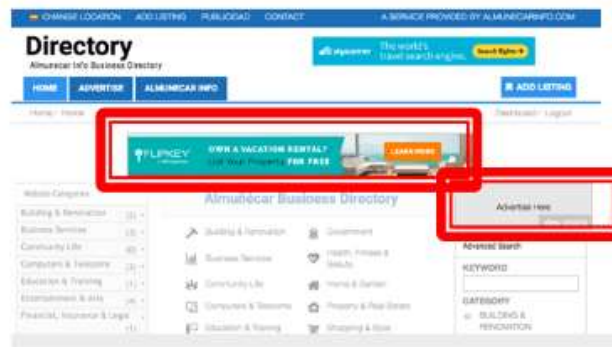 CHANGE LOCATION ADD LISTING PUBLICIDAD CONTACT A SERVICE PROVIDED BY ALMUNECARINFO.COM
Directory
Almunecar Info Business Directory
skyscanner The world's travel search engine. Search flights
HOME ADVERTISE ALMUNECAR INFO ADD LISTING
Home / Home Dashboard / Logout
FLIPKEY OWN A VACATION RENTAL?
List Your Property FOR FREE
LEARN MORE
Website Categories
Building & Renovation
Business Services
Community Life
Computers & Telecoms
Education & Training
Entertainment & Arts
Financial, Insurance & Legal
Almuñécar Business Directory
Building & Renovation Government
Business Services Health, Fitness & Beauty
Community Life Home & Garden
Computers & Telecoms Property & Real Estate
Education & Training
Advertise Here
Advanced Search
KEYWORD
CATEGORY
BUILDING &
RENOVATION